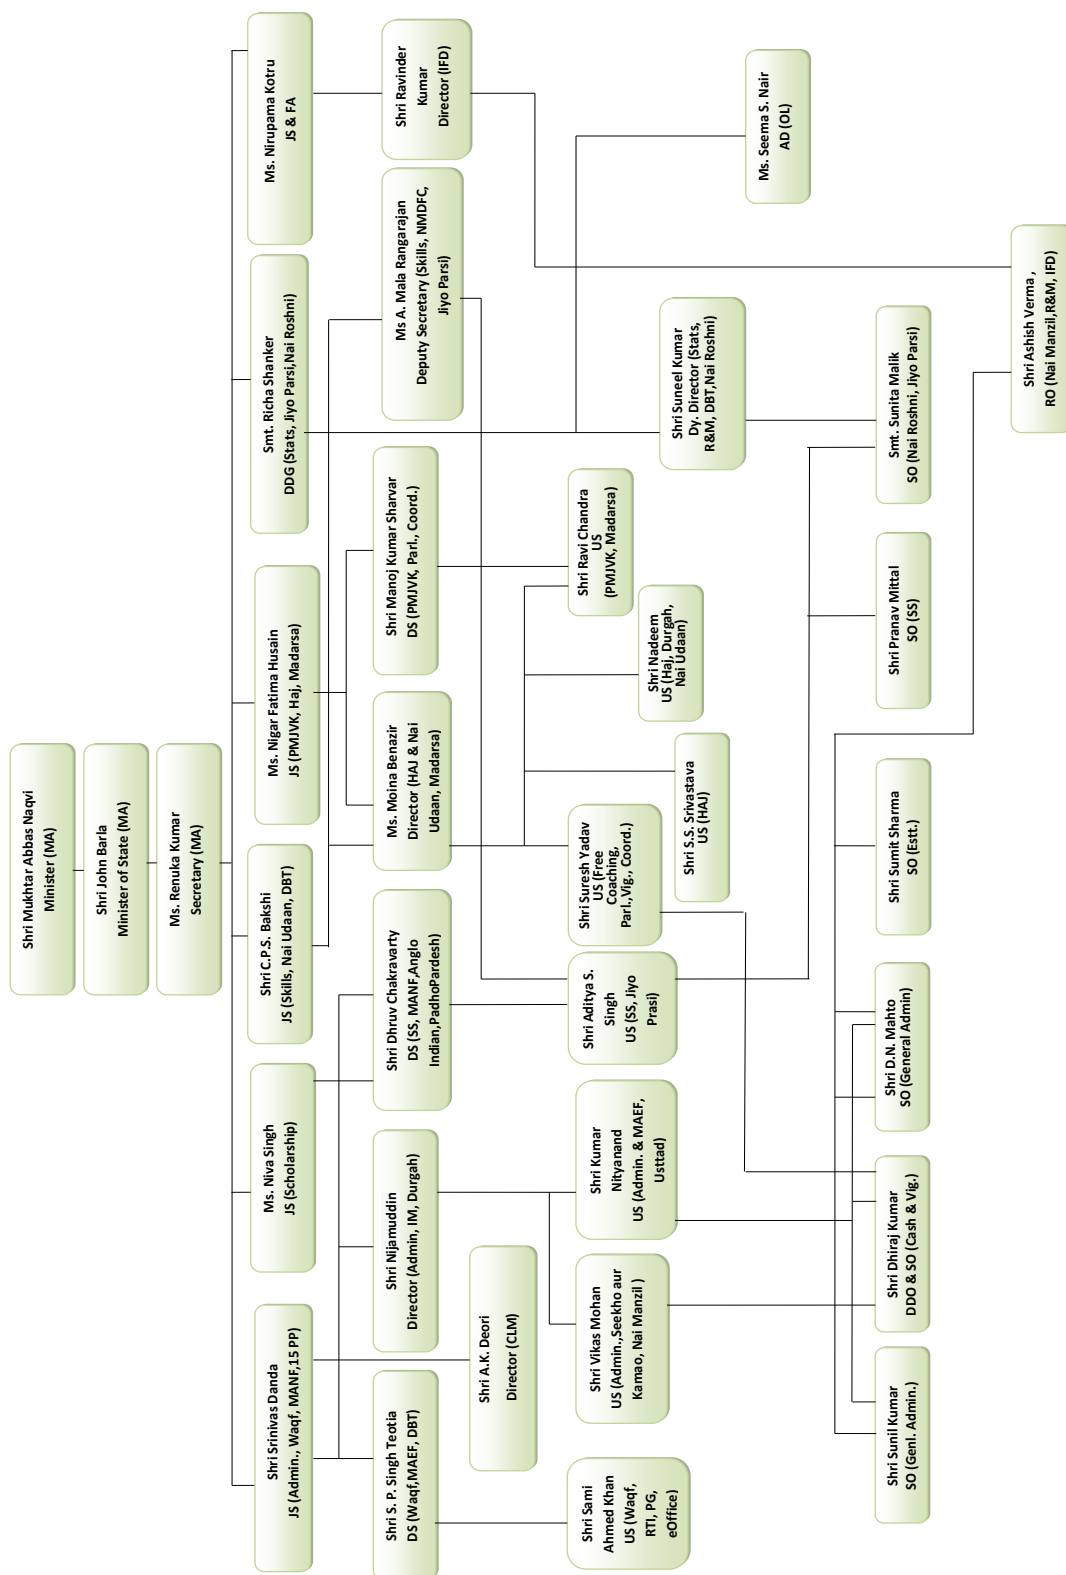 Shri Mukhtar Abbas Naqvi
Minister (MA)
Shri John Barla
Minister of State (MA)
Ms. Renuka Kumar
Secretary (MA)
Shri Srinivas Danda
JS (Admin., Waqf, MANF,15 PP)
Ms. Niva Singh
JS (Scholarship)
Shri C.P.S. Bakshi
JS (Skills, Nai Udaan, DBT)
Ms. Nigar Fatima Husain
JS (PMJVK, Haj, Madarsa)
Smt. Richa Shanker
DDG (Stats, Jiyo Parsi,Nai Roshni)
Ms. Nirupama Kotru
JS & FA
Shri S. P. Singh Teotia
DS (Waqf,MAEF, DBT)
Shri Nijamuddin
Director (Admin, IM, Durgah)
Shri Dhruv Chakravarty
DS (SS, MANF,Anglo
Indian,PadhoPardesh)
Ms. Moina Benazir
Director (HAJ & Nai
Udaan, Madarsa)
Shri Manoj Kumar Sharvar
DS (PMJVK, Parl., Coord.)
Ms A. Mala Rangarajan
Deputy Secretary (Skills, NMDFC,
Jiyo Parsi)
Shri Ravinder
Kumar
Director (IFD)
Shri A.K. Deori
Director (CLM)
Shri Sami
Ahmed Khan
US (Waqf,
RTI, PG,
eOffice)
Shri Vikas Mohan
US (Admin.,Seekho aur
Kamao, Nai Manzil )
Shri Kumar
Nityanand
US (Admin. & MAEF,
Usttad)
Shri Aditya S.
Singh
US (SS, Jiyo
Prasi)
Shri Suresh Yadav
US (Free
Coaching,
Parl.,Vig., Coord.)
Shri S.S. Srivastava
US (HAJ)
Shri Nadeem
US (Haj, Durgah,
Nai Udaan)
Shri Ravi Chandra
US
(PMJVK, Madarsa)
Shri Suneel Kumar
Dy. Director (Stats,
R&M, DBT,Nai Roshni)
Ms. Seema S. Nair
AD (OL)
Shri Sunil Kumar
SO (Genl. Admin.)
Shri Dhiraj Kumar
DDO & SO (Cash & Vig.)
Shri D.N. Mahto
SO (General Admin)
Shri Sumit Sharma
SO (Estt.)
Shri Pranav Mittal
SO (SS)
Smt. Sunita Malik
SO (Nai Roshni, Jiyo Parsi)
Shri Ashish Verma ,
RO (Nai Manzil,R&M, IFD)